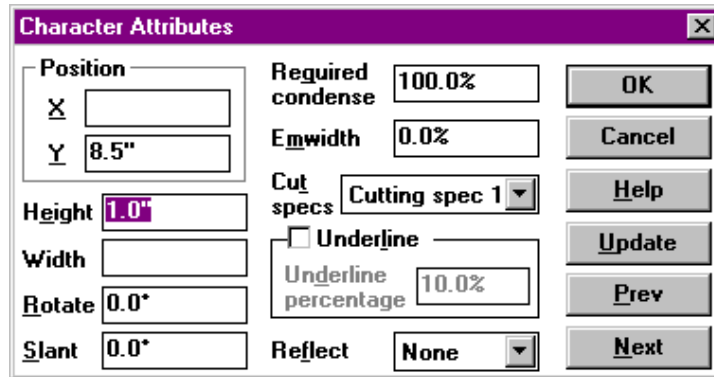 Character Attributes
Position
X
Y 8.5"
Height 1.0"
Width
Rotate 0.0°
Slant 0.0°
Required condense 100.0%
Emwidth 0.0%
Cut specs Cutting spec 1
Underline
Underline percentage 10.0%
Reflect None
OK
Cancel
Help
Update
Prev
Next